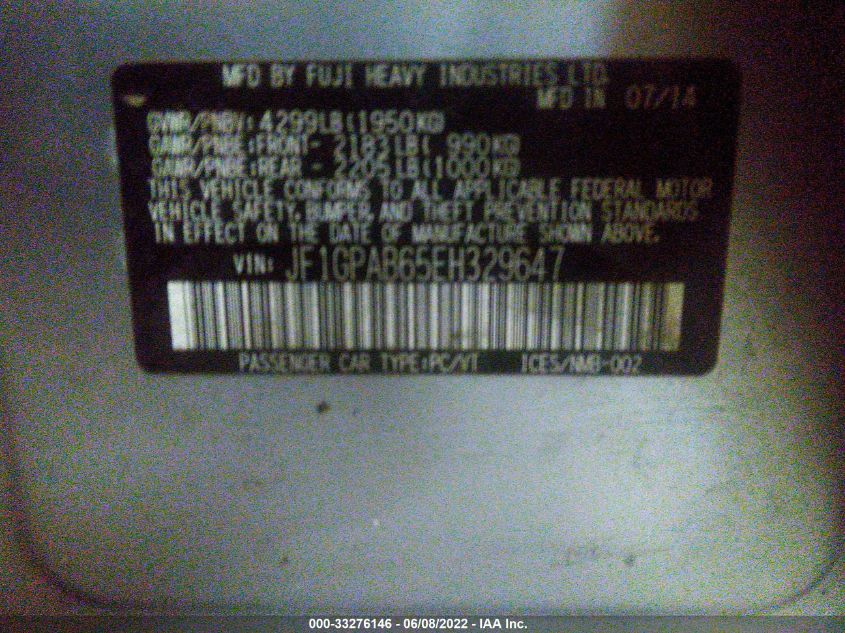 MFD BY FUJI HEAVY INDUSTRIES LTD.
MFD IN 07/14
GVWR/PNBV: 4299LB(1950KG)
GAWR/PNBE:FRONT- 2183LB( 990KG)
GAWR/PNBE:REAR - 2205LB(1000KG)
THIS VEHICLE CONFORMS TO ALL APPLICABLE FEDERAL MOTOR
VEHICLE SAFETY, BUMPER, AND THEFT PREVENTION STANDARDS
IN EFFECT ON THE DATE OF MANUFACTURE SHOWN ABOVE.
VIN: JF1GPAB65EH329647
PASSENGER CAR TYPE:PC/VT ICES/NMB-002
000-33276146 - 06/08/2022 - IAA Inc.